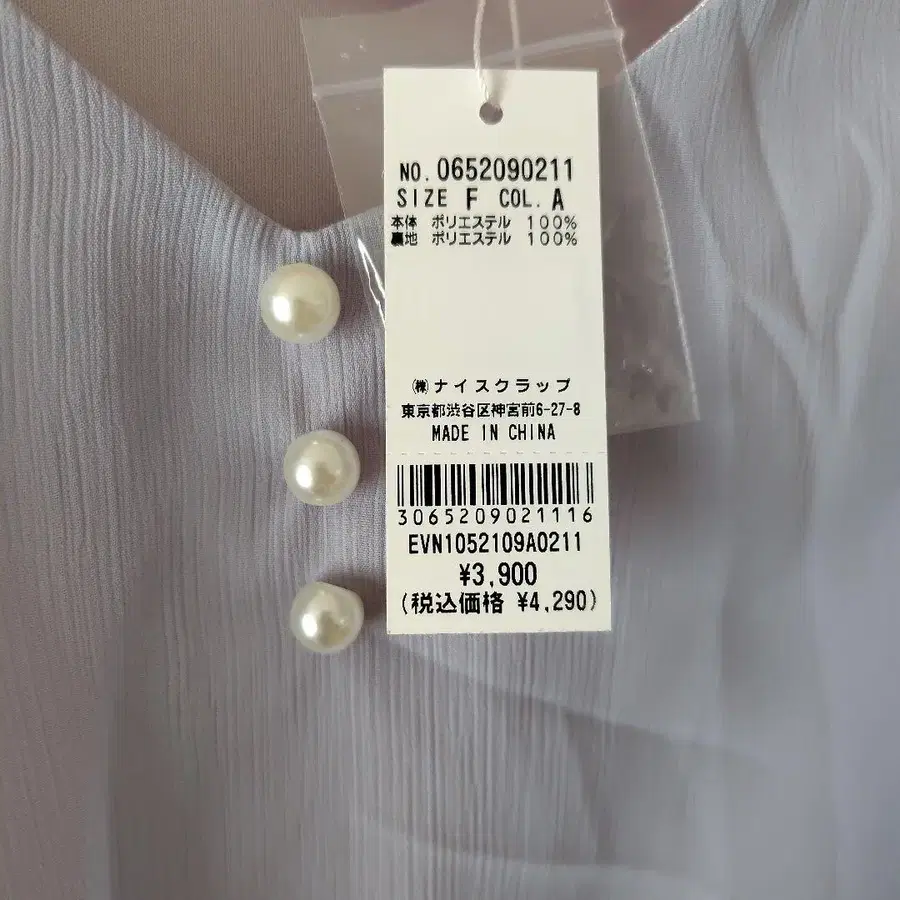 NO. 0652090211
SIZE F COL. A
本体 ポリエステル 100%
裏地 ポリエステル 100%
㈱ナイスクラップ
東京都渋谷区神宮前6-27-8
MADE IN CHINA
3065209021116
EVN1052109A0211
¥3,900
(税込価格 ¥4,290)